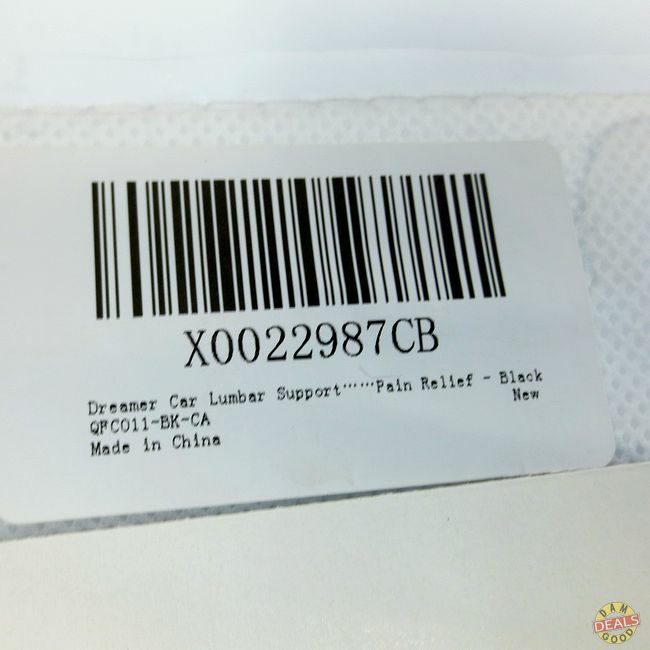 X0022987CB
Dreamer Car Lumbar Support……Pain Relief - Black
New
QFC011-BK-CA
Made in China
DAM
DEALS
GOOD